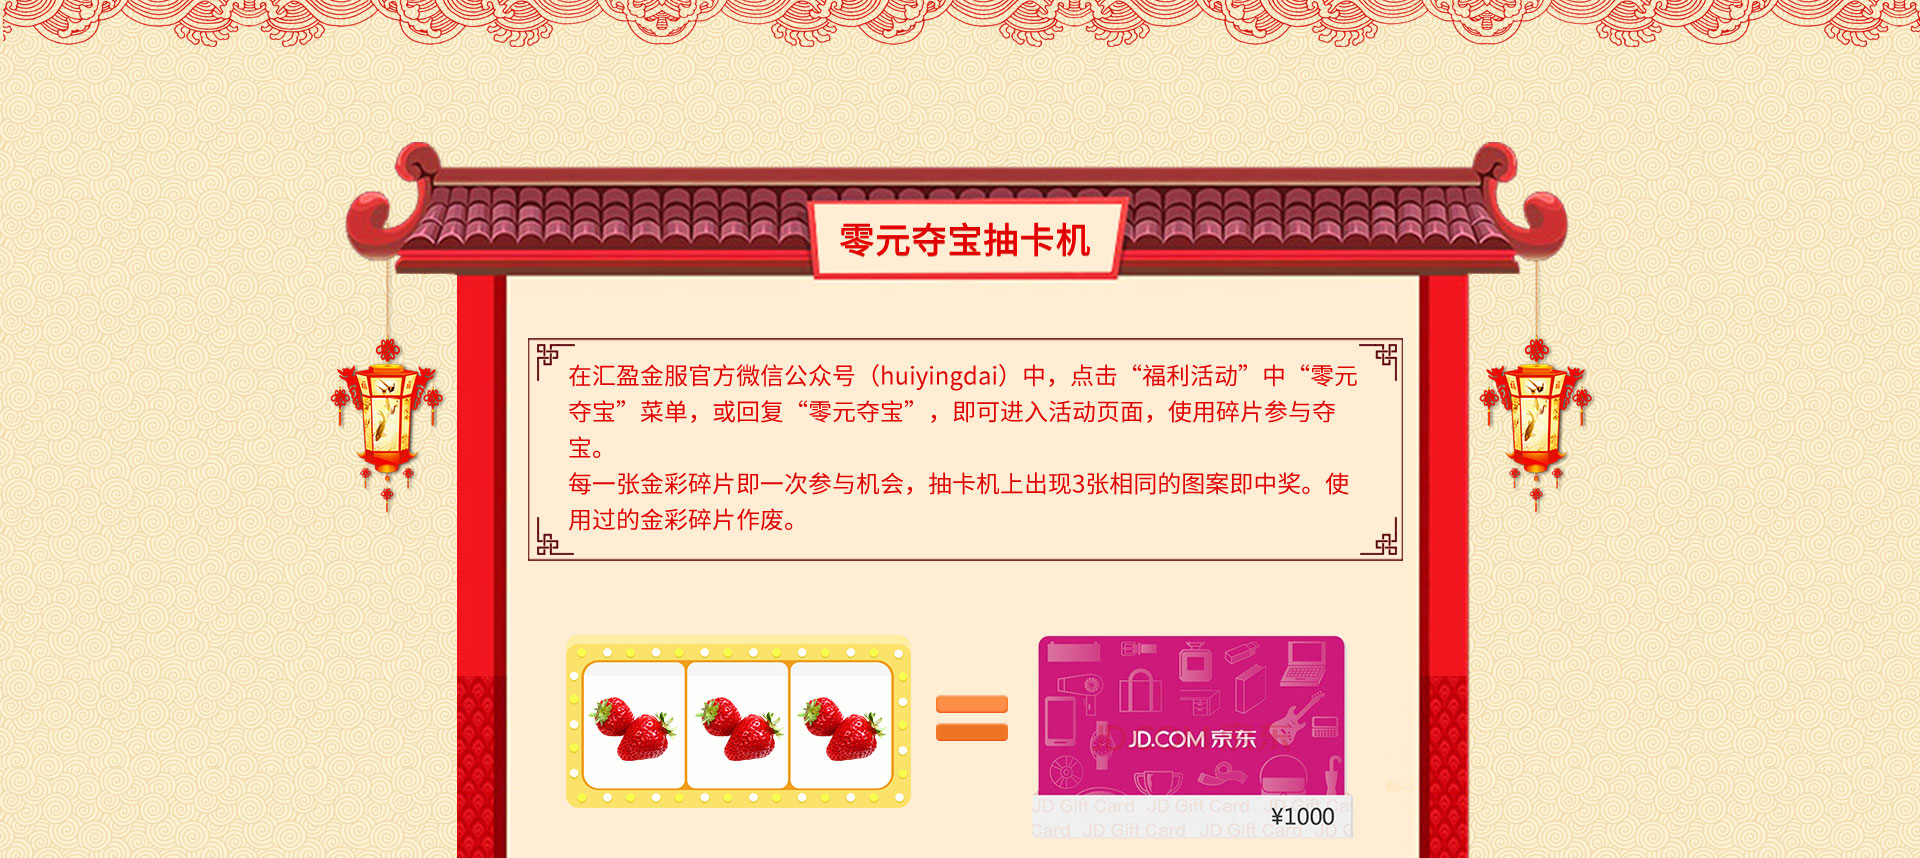 零元夺宝抽卡机
在汇盈金服官方微信公众号（huiyingdai）中，点击“福利活动”中“零元
夺宝”菜单，或回复“零元夺宝”，即可进入活动页面，使用碎片参与夺
宝。
每一张金彩碎片即一次参与机会，抽卡机上出现3张相同的图案即中奖。使
用过的金彩碎片作废。
JD.COM 京东
JD Gift Card JD Gift Card JD Gift Ca
¥1000
Card JD Gift Card JD Gift Card JD G